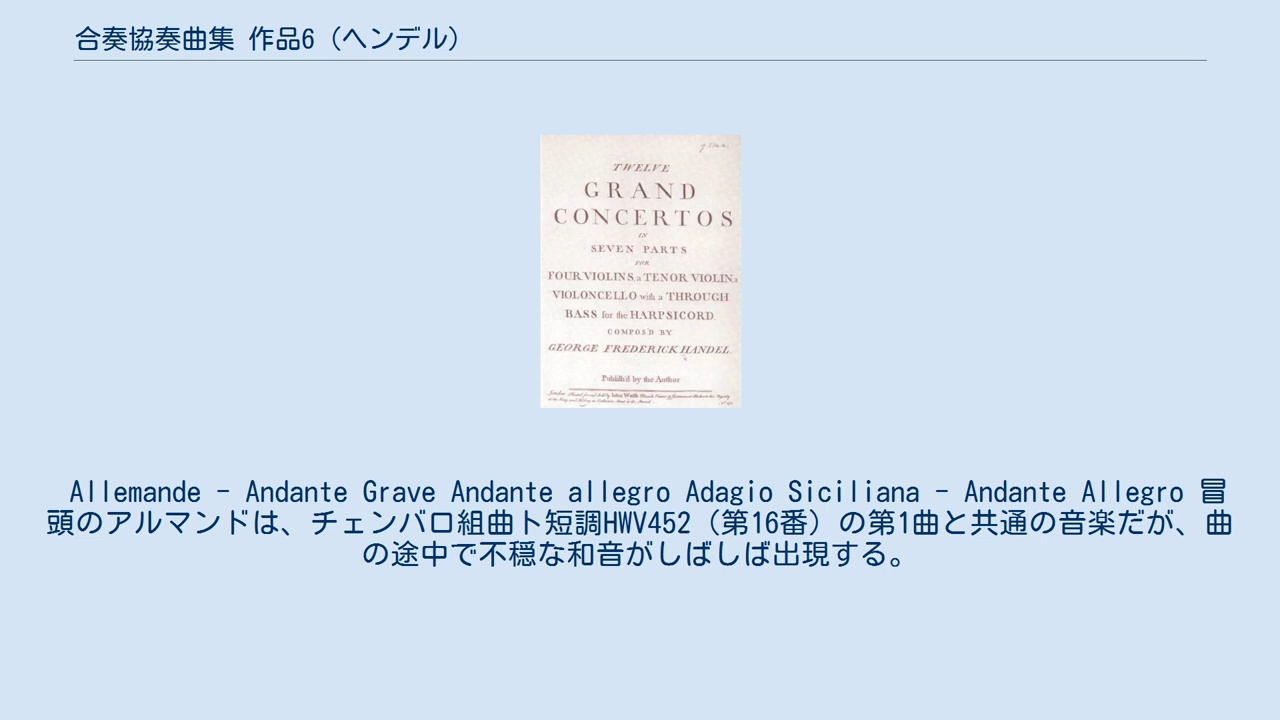 合奏協奏曲集 作品6（ヘンデル）
TWELVE
GRAND
CONCERTOS
IN
SEVEN PARTS
FOR
FOUR VIOLINS, a TENOR VIOLIN, a
VIOLONCELLO with a THROUGH
BASS for the HARPSICORD.
COMPOS'D BY
GEORGE FREDERICK HANDEL.
Publish'd by the Author
Allemande - Andante Grave Andante allegro Adagio Siciliana - Andante Allegro 冒
頭のアルマンドは、チェンバロ組曲ト短調HWV452（第16番）の第1曲と共通の音楽だが、曲
の途中で不穏な和音がしばしば出現する。